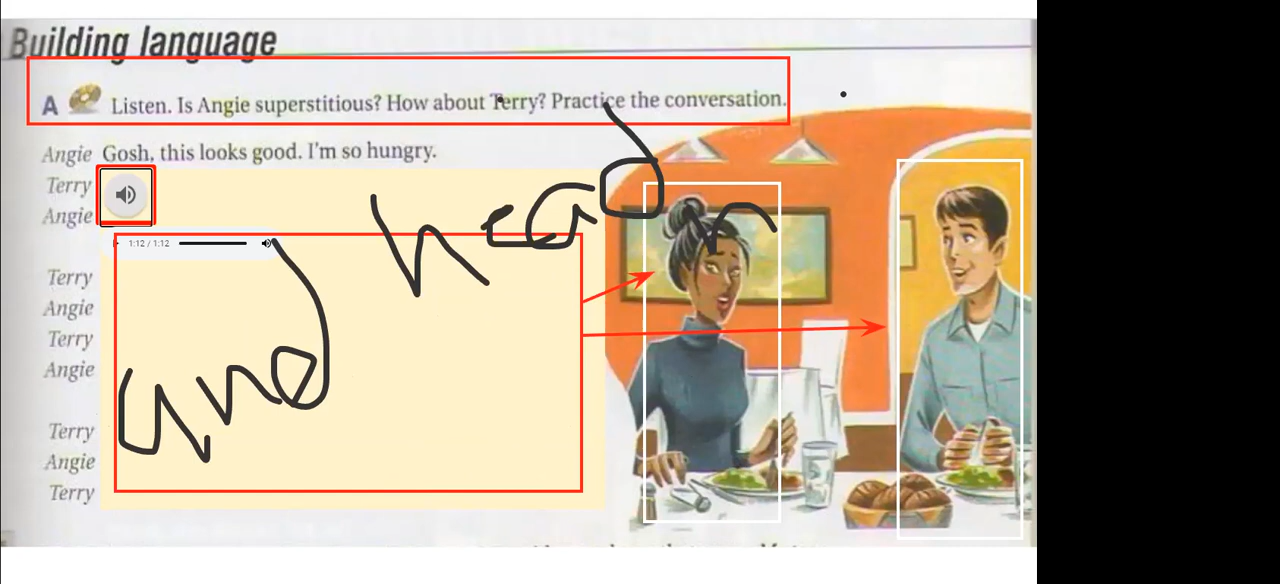 Building language
A Listen. Is Angie superstitious? How about Terry? Practice the conversation.
Angie Gosh, this looks good. I'm so hungry.
Terry
Angie
1:12 / 1:12
Terry
Angie
Terry
Angie
Terry
Angie
Terry
and hear